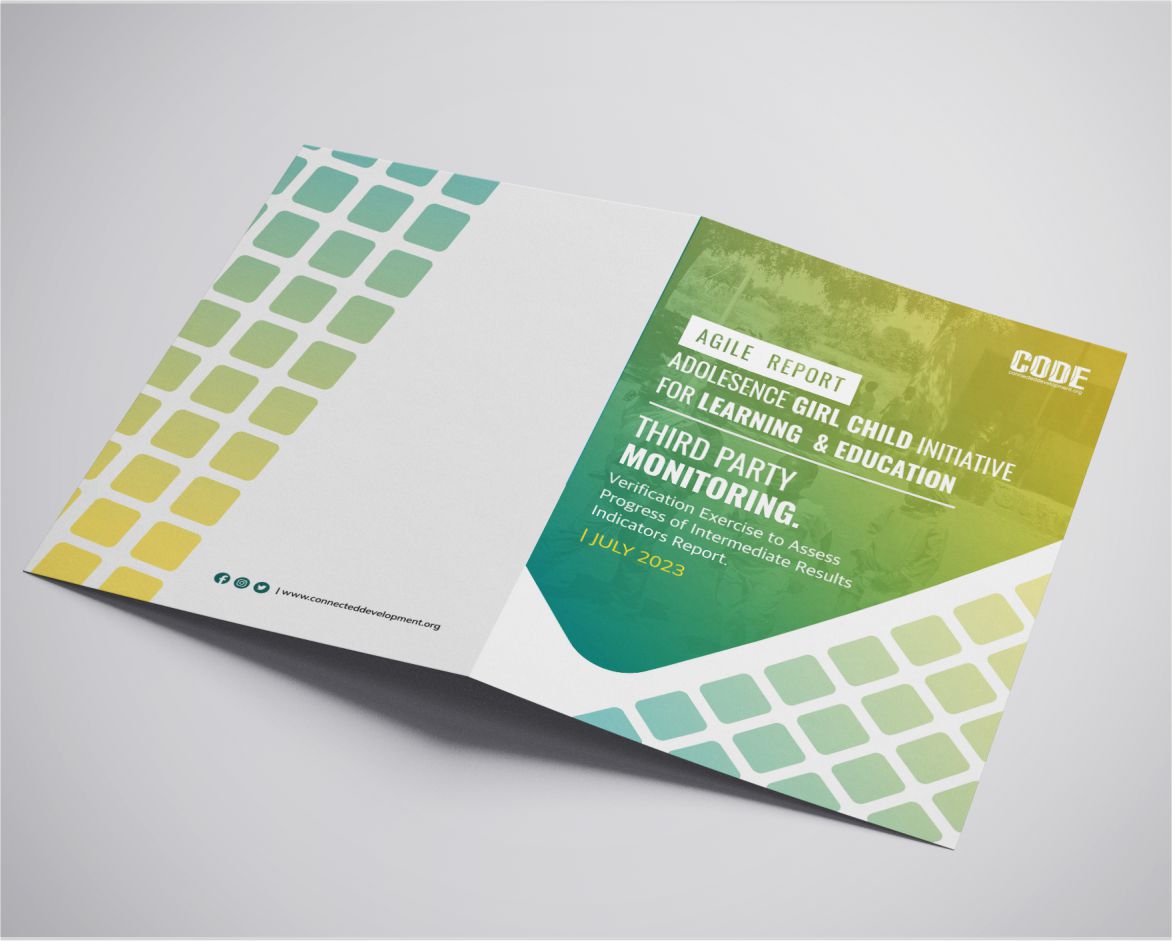 AGILE REPORT
ADOLESENCE GIRL CHILD INITIATIVE
FOR LEARNING & EDUCATION
THIRD PARTY
MONITORING.
Verification Exercise to Assess
Progress of Intermediate Results
Indicators Report.
| JULY 2023
CODE
connecteddevelopment.org
| www.connecteddevelopment.org